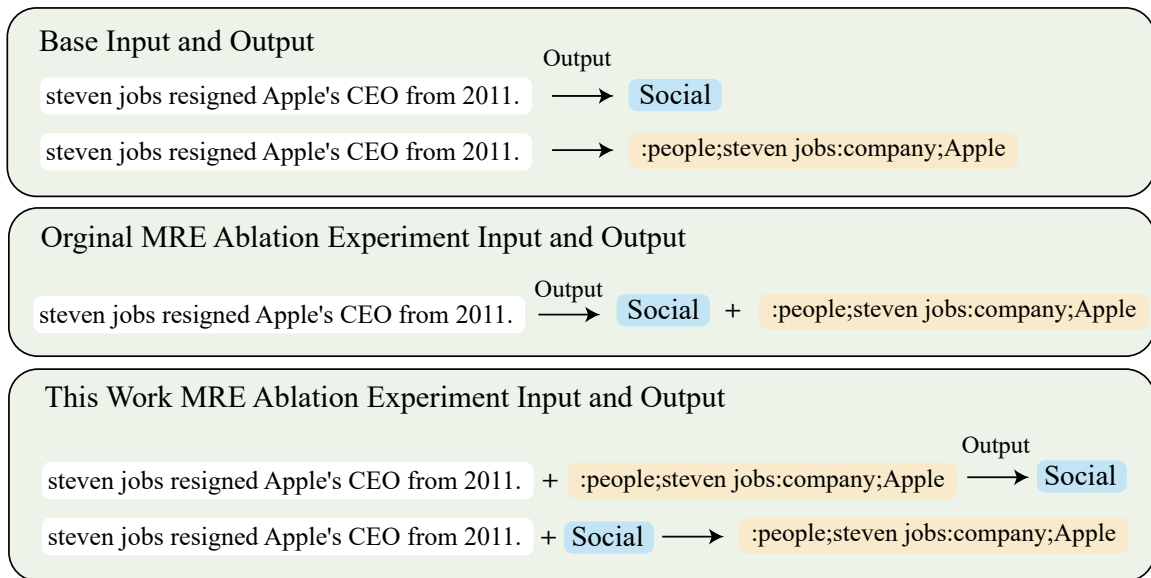 Base Input and Output
Output
steven jobs resigned Apple's CEO from 2011. Social
steven jobs resigned Apple's CEO from 2011. :people;steven jobs:company;Apple
Orginal MRE Ablation Experiment Input and Output
Output
steven jobs resigned Apple's CEO from 2011. Social + :people;steven jobs:company;Apple
This Work MRE Ablation Experiment Input and Output
Output
steven jobs resigned Apple's CEO from 2011. + :people;steven jobs:company;Apple Social
steven jobs resigned Apple's CEO from 2011. + Social :people;steven jobs:company;Apple